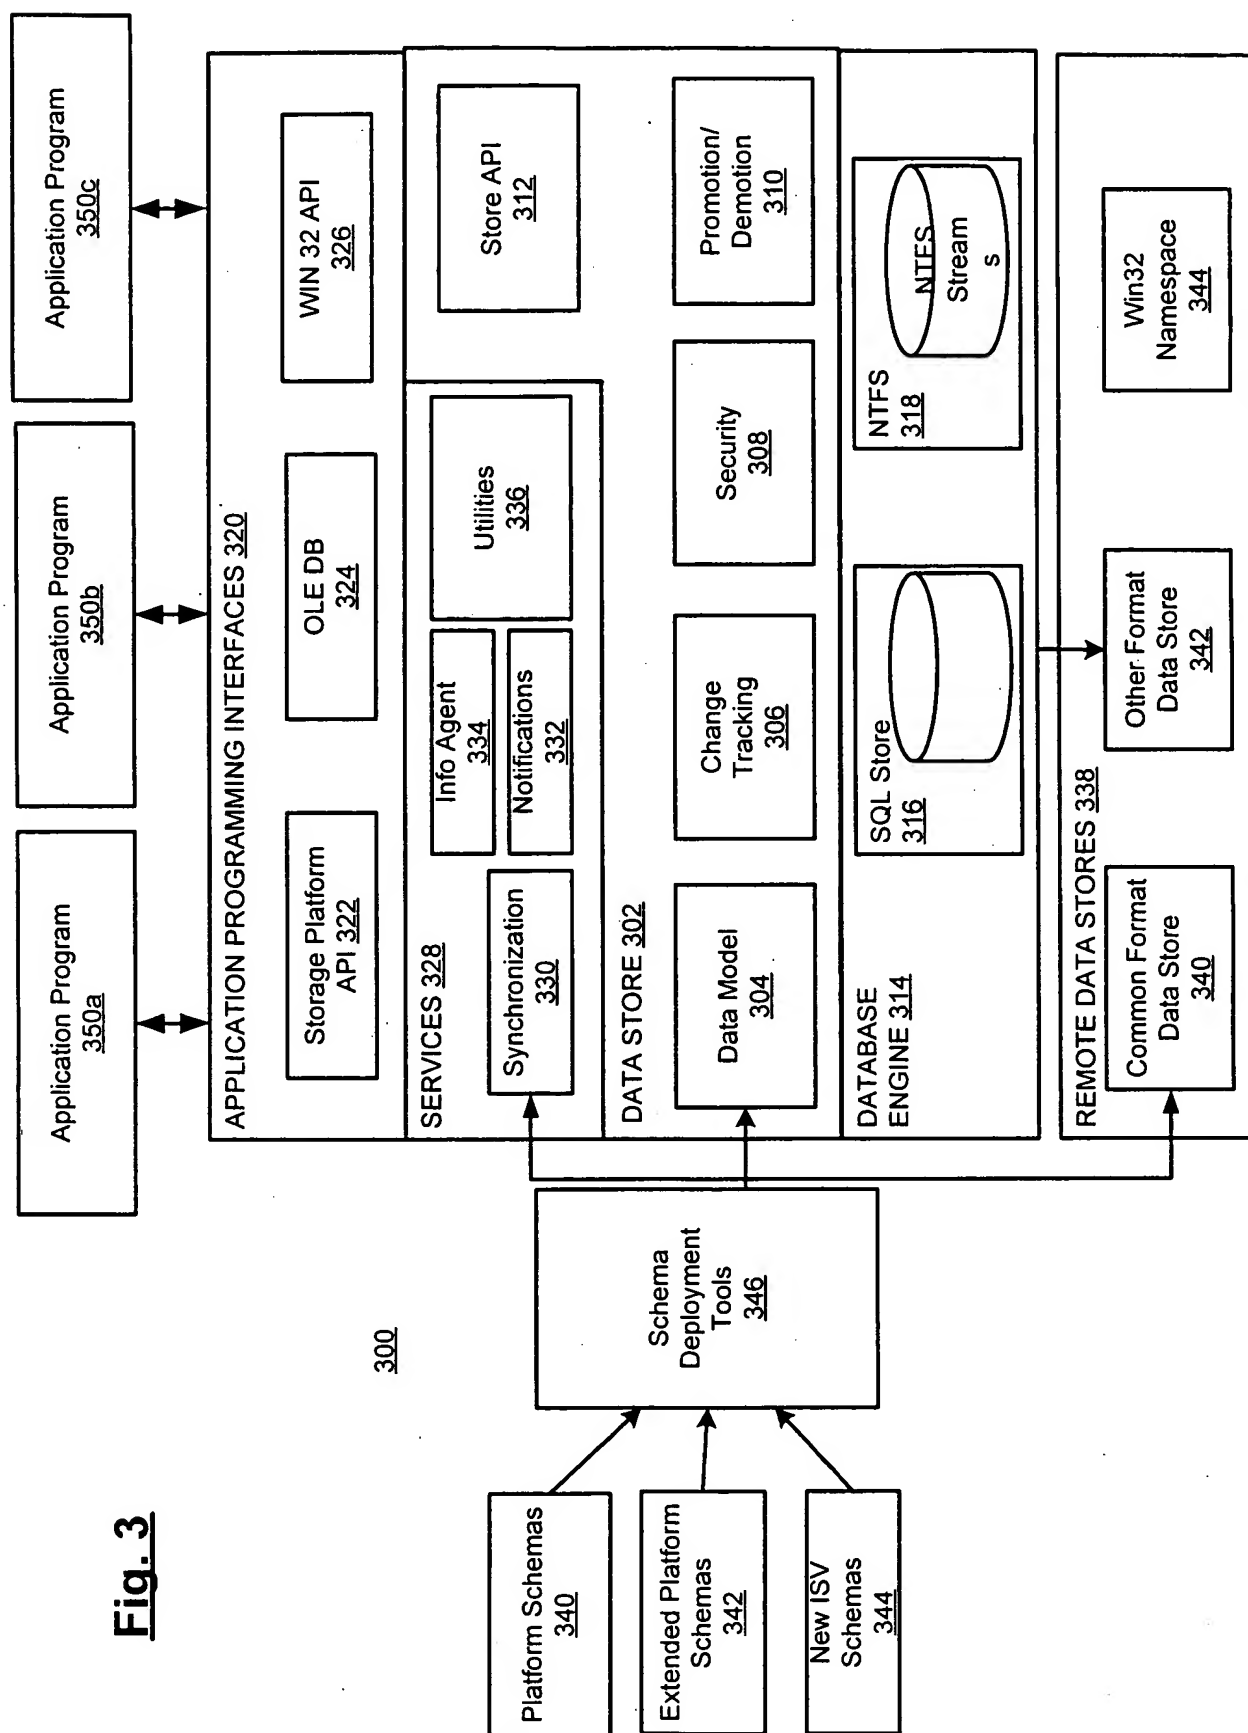 Fig. 3
300
Application Program
350a
Application Program
350b
Application Program
350c
APPLICATION PROGRAMMING INTERFACES 320
Storage Platform
API 322
OLE DB
324
WIN 32 API
326
SERVICES 328
Synchronization
330
Info Agent
334
Notifications
332
Utilities
336
Store API
312
DATA STORE 302
Data Model
304
Change
Tracking
306
Security
308
Promotion/
Demotion
310
DATABASE
ENGINE 314
SQL Store
316
NTFS
318
NTFS
Stream
s
REMOTE DATA STORES 338
Common Format
Data Store
340
Other Format
Data Store
342
Win32
Namespace
344
Schema
Deployment
Tools
346
Platform Schemas
340
Extended Platform
Schemas
342
New ISV
Schemas
344